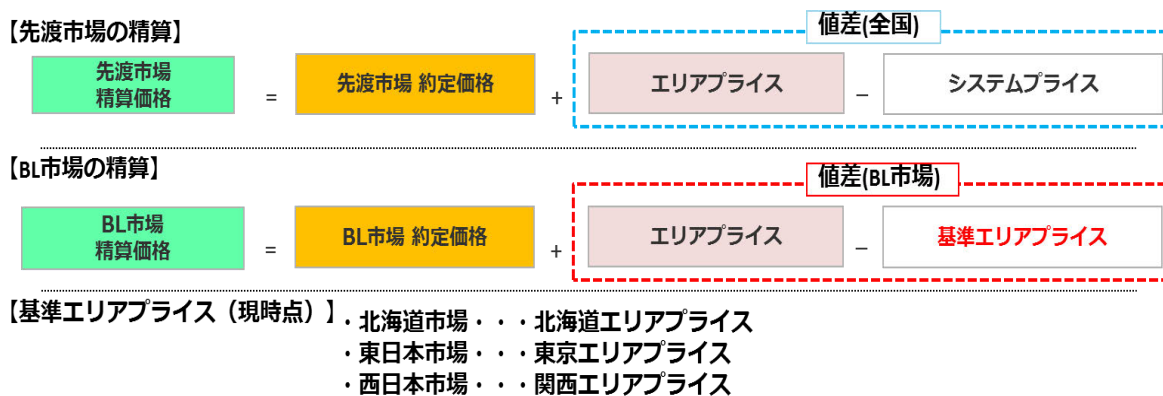 【先渡市場の精算】
値差(全国)
先渡市場
精算価格
=
先渡市場 約定価格
+
エリアプライス
−
システムプライス
【BL市場の精算】
値差(BL市場)
BL市場
精算価格
=
BL市場 約定価格
+
エリアプライス
−
基準エリアプライス
【基準エリアプライス（現時点）】
・北海道市場・・・北海道エリアプライス
・東日本市場・・・東京エリアプライス
・西日本市場・・・関西エリアプライス